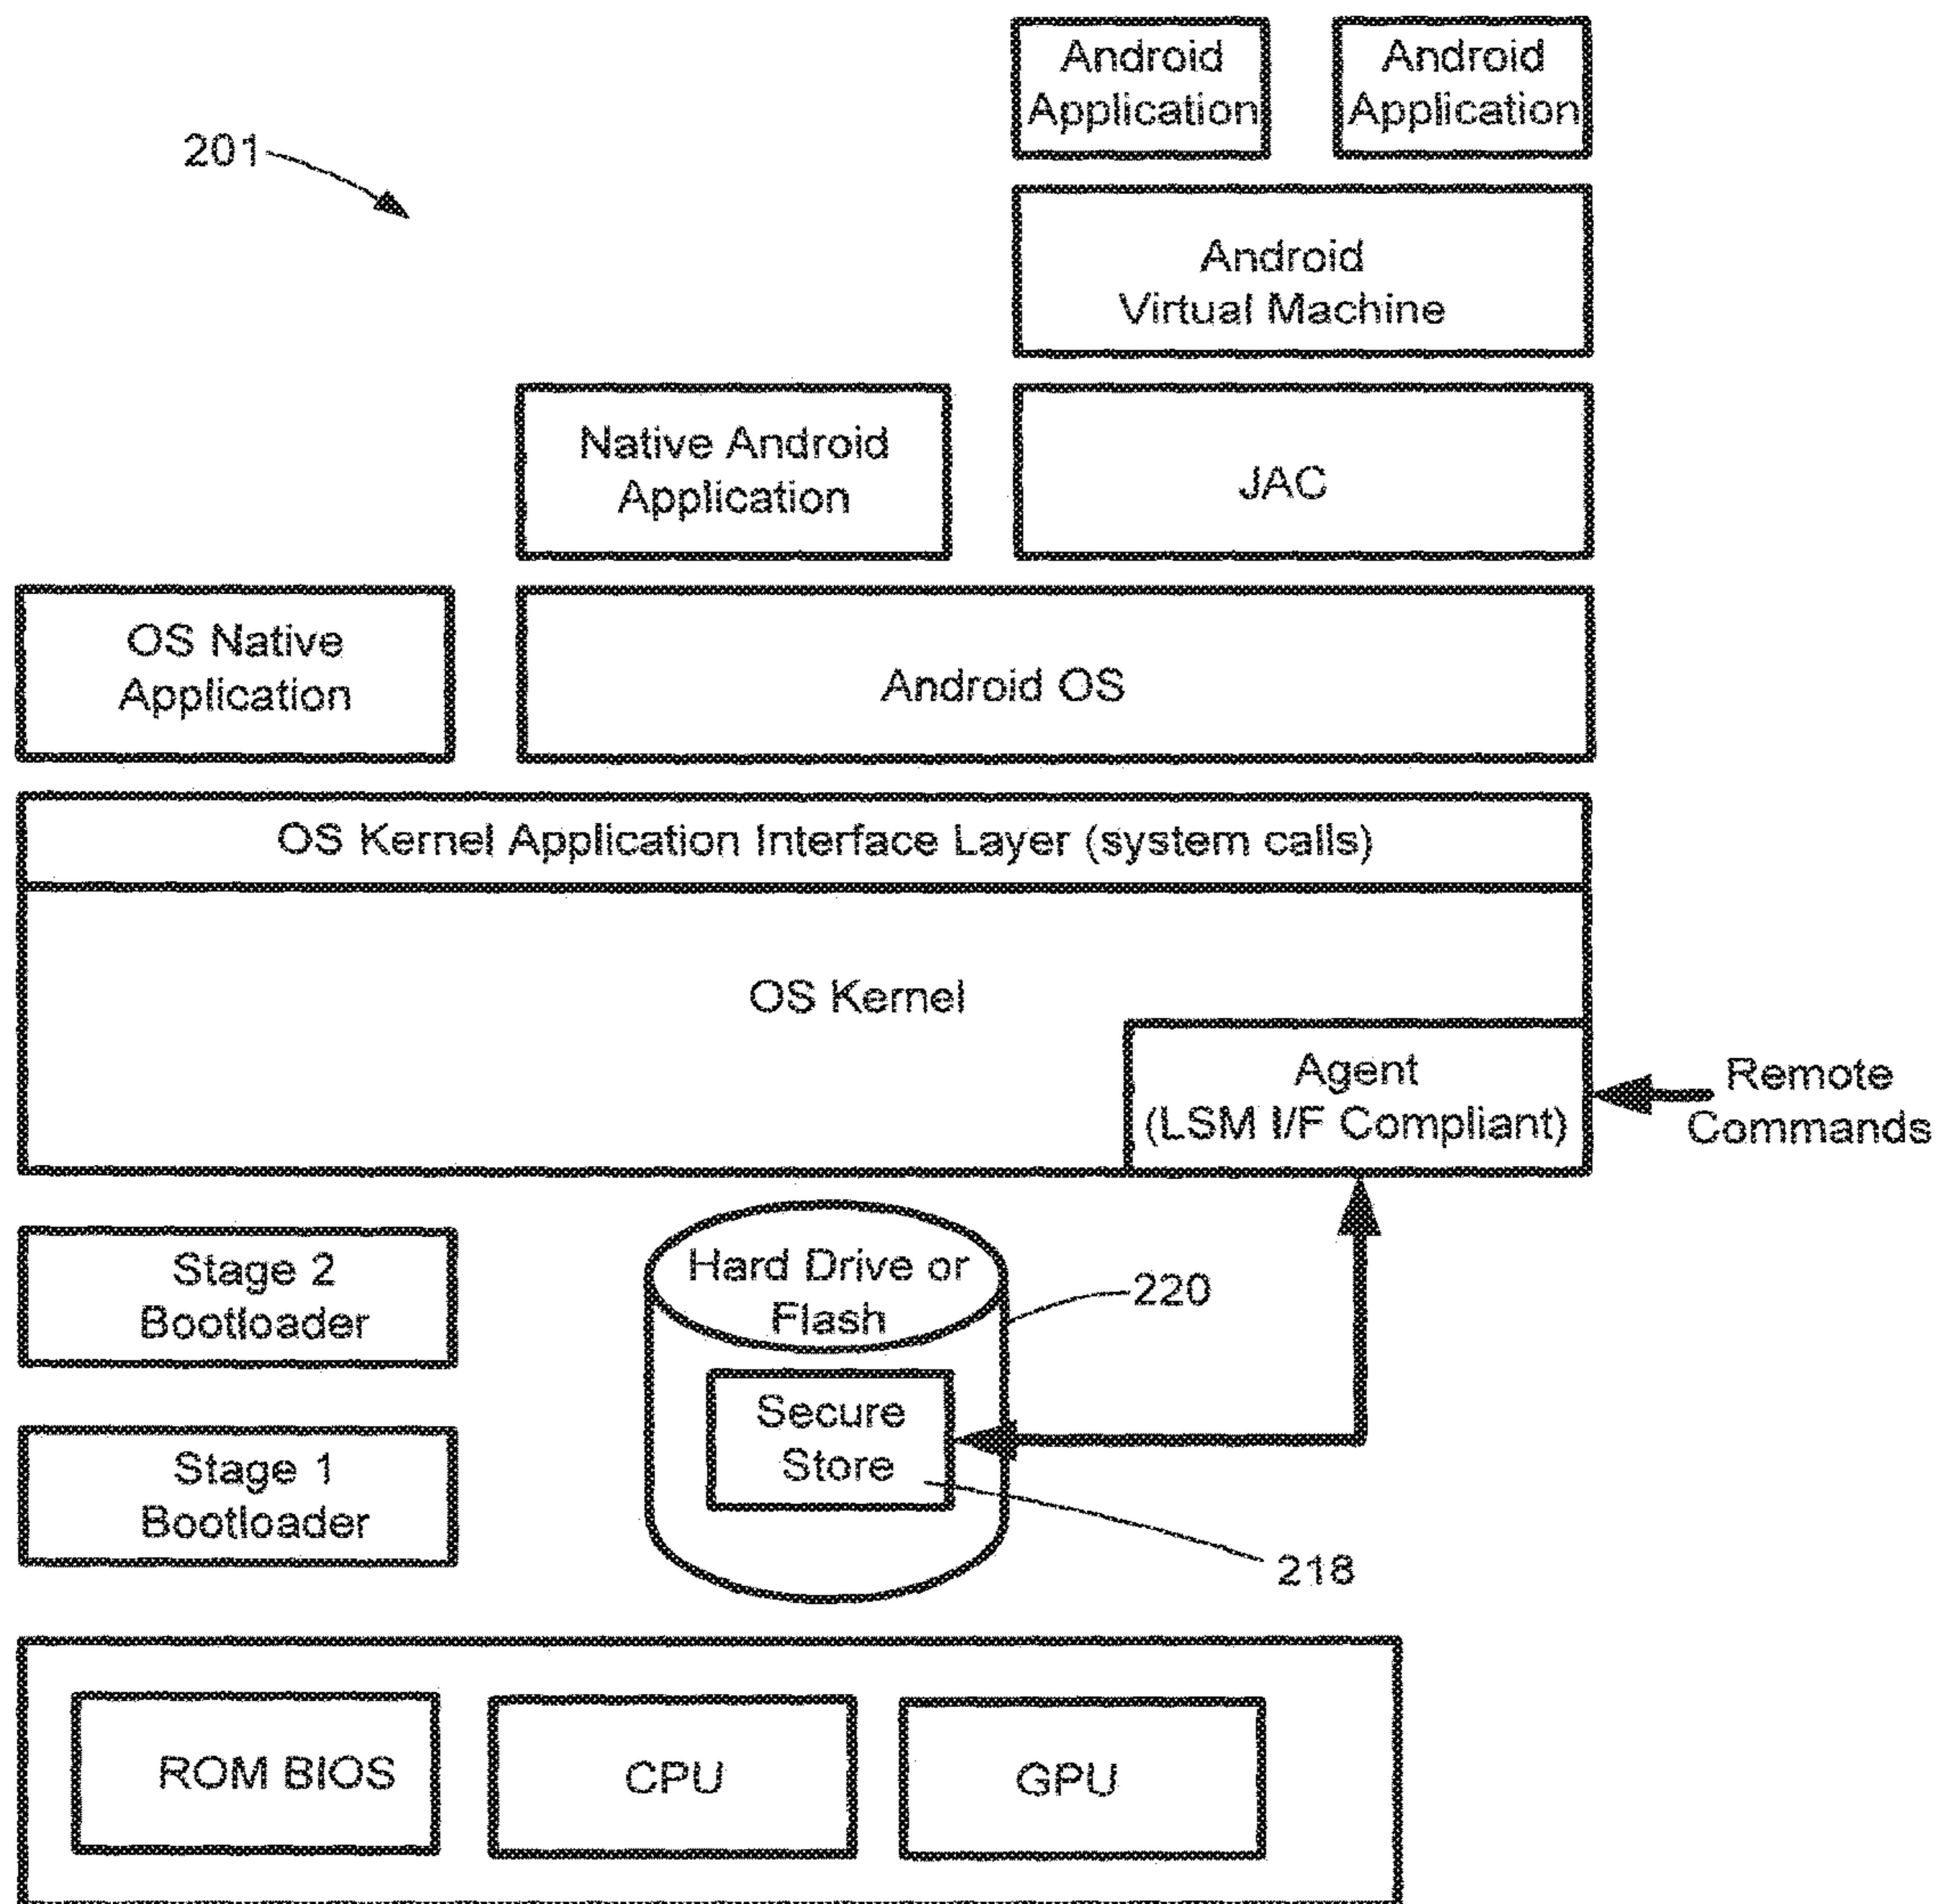 Android
Application
Android
Application
201
Android
Virtual Machine
Native Android
Application
JAC
OS Native
Application
Android OS
OS Kernel Application Interface Layer (system calls)
OS Kernel
Agent
(LSM I/F Compliant)
Remote
Commands
Stage 2
Bootloader
Hard Drive or
Flash
220
Secure
Store
Stage 1
Bootloader
218
ROM BIOS
CPU
GPU